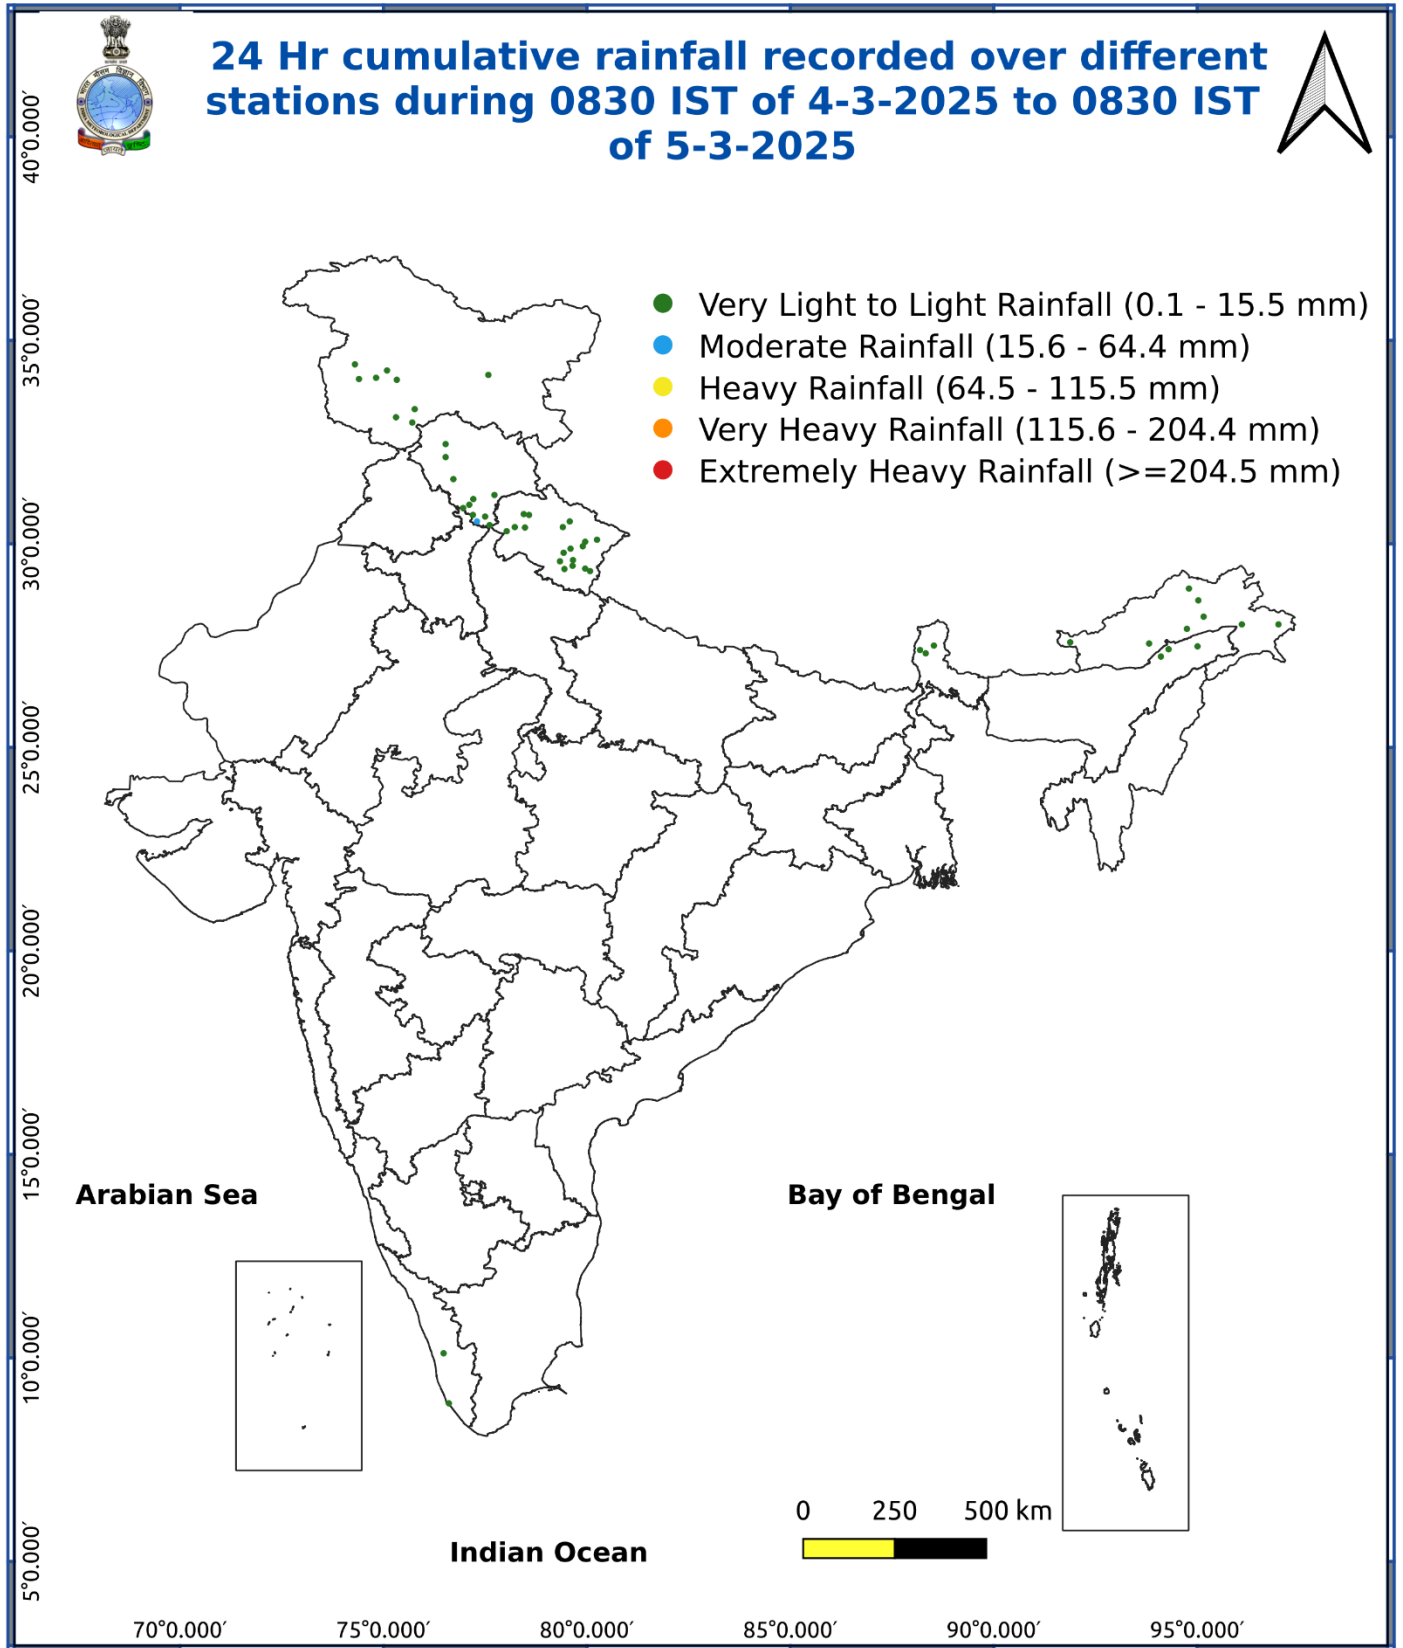 24 Hr cumulative rainfall recorded over different
stations during 0830 IST of 4-3-2025 to 0830 IST
of 5-3-2025
Very Light to Light Rainfall (0.1 - 15.5 mm)
Moderate Rainfall (15.6 - 64.4 mm)
Heavy Rainfall (64.5 - 115.5 mm)
Very Heavy Rainfall (115.6 - 204.4 mm)
Extremely Heavy Rainfall (>=204.5 mm)
40°0.000′
35°0.000′
30°0.000′
25°0.000′
20°0.000′
15°0.000′
10°0.000′
5°0.000′
Arabian Sea
Bay of Bengal
0 250 500 km
Indian Ocean
70°0.000′ 75°0.000′ 80°0.000′ 85°0.000′ 90°0.000′ 95°0.000′